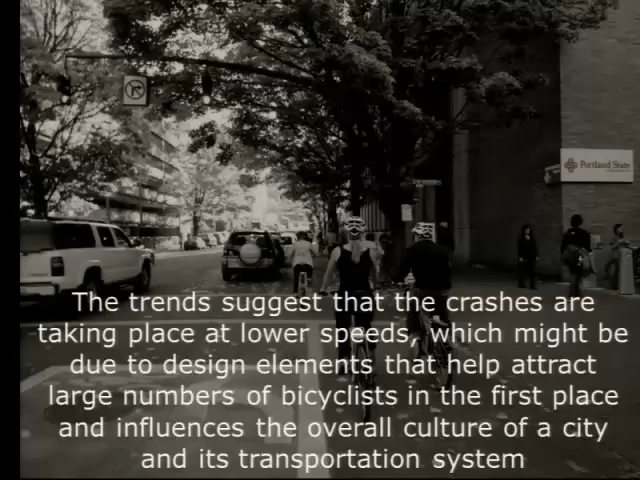 Portland State
The trends suggest that the crashes are
taking place at lower speeds, which might be
due to design elements that help attract
large numbers of bicyclists in the first place
and influences the overall culture of a city
and its transportation system